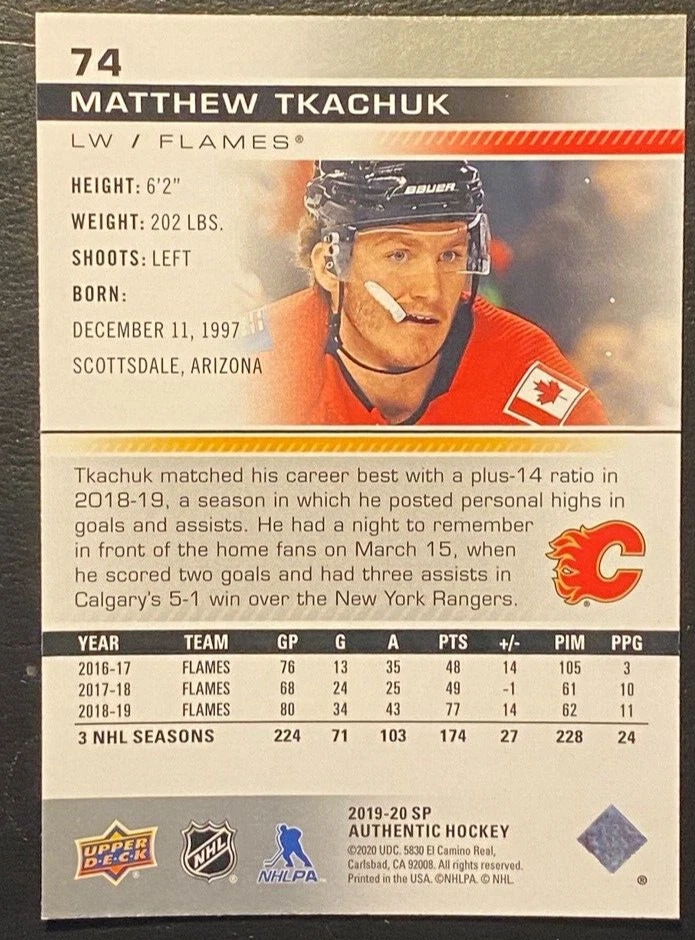 74
MATTHEW TKACHUK
LW / FLAMES®
HEIGHT: 6'2"
WEIGHT: 202 LBS.
SHOOTS: LEFT
BORN:
DECEMBER 11, 1997
SCOTTSDALE, ARIZONA
BAUER
Tkachuk matched his career best with a plus-14 ratio in
2018-19, a season in which he posted personal highs in
goals and assists. He had a night to remember
in front of the home fans on March 15, when
he scored two goals and had three assists in
Calgary's 5-1 win over the New York Rangers.
®
YEAR TEAM GP G A PTS +/- PIM PPG
2016-17 FLAMES 76 13 35 48 14 105 3
2017-18 FLAMES 68 24 25 49 -1 61 10
2018-19 FLAMES 80 34 43 77 14 62 11
3 NHL SEASONS 224 71 103 174 27 228 24
UPPER
D·E·C·K
®
NHL
®
NHLPA
2019-20 SP
AUTHENTIC HOCKEY
©2020 UDC. 5830 El Camino Real,
Carlsbad, CA 92008. All rights reserved.
Printed in the USA. ©NHLPA. © NHL.
®